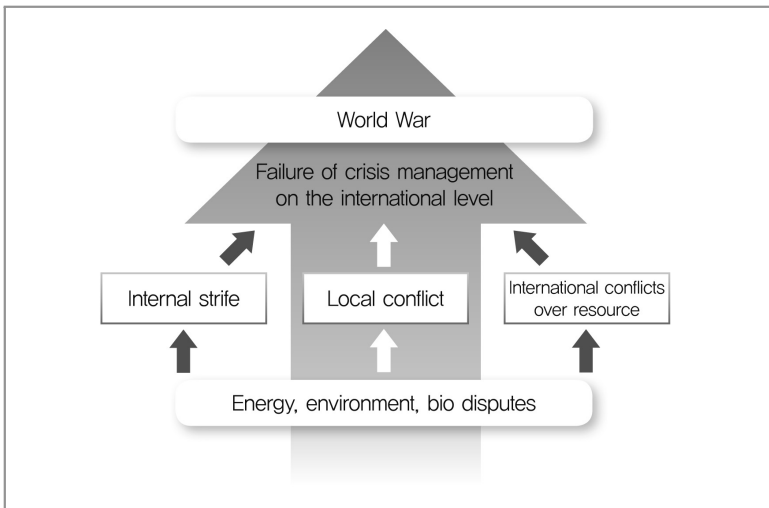 World War
Failure of crisis management
on the international level
Internal strife
Local conflict
International conflicts
over resource
Energy, environment, bio disputes